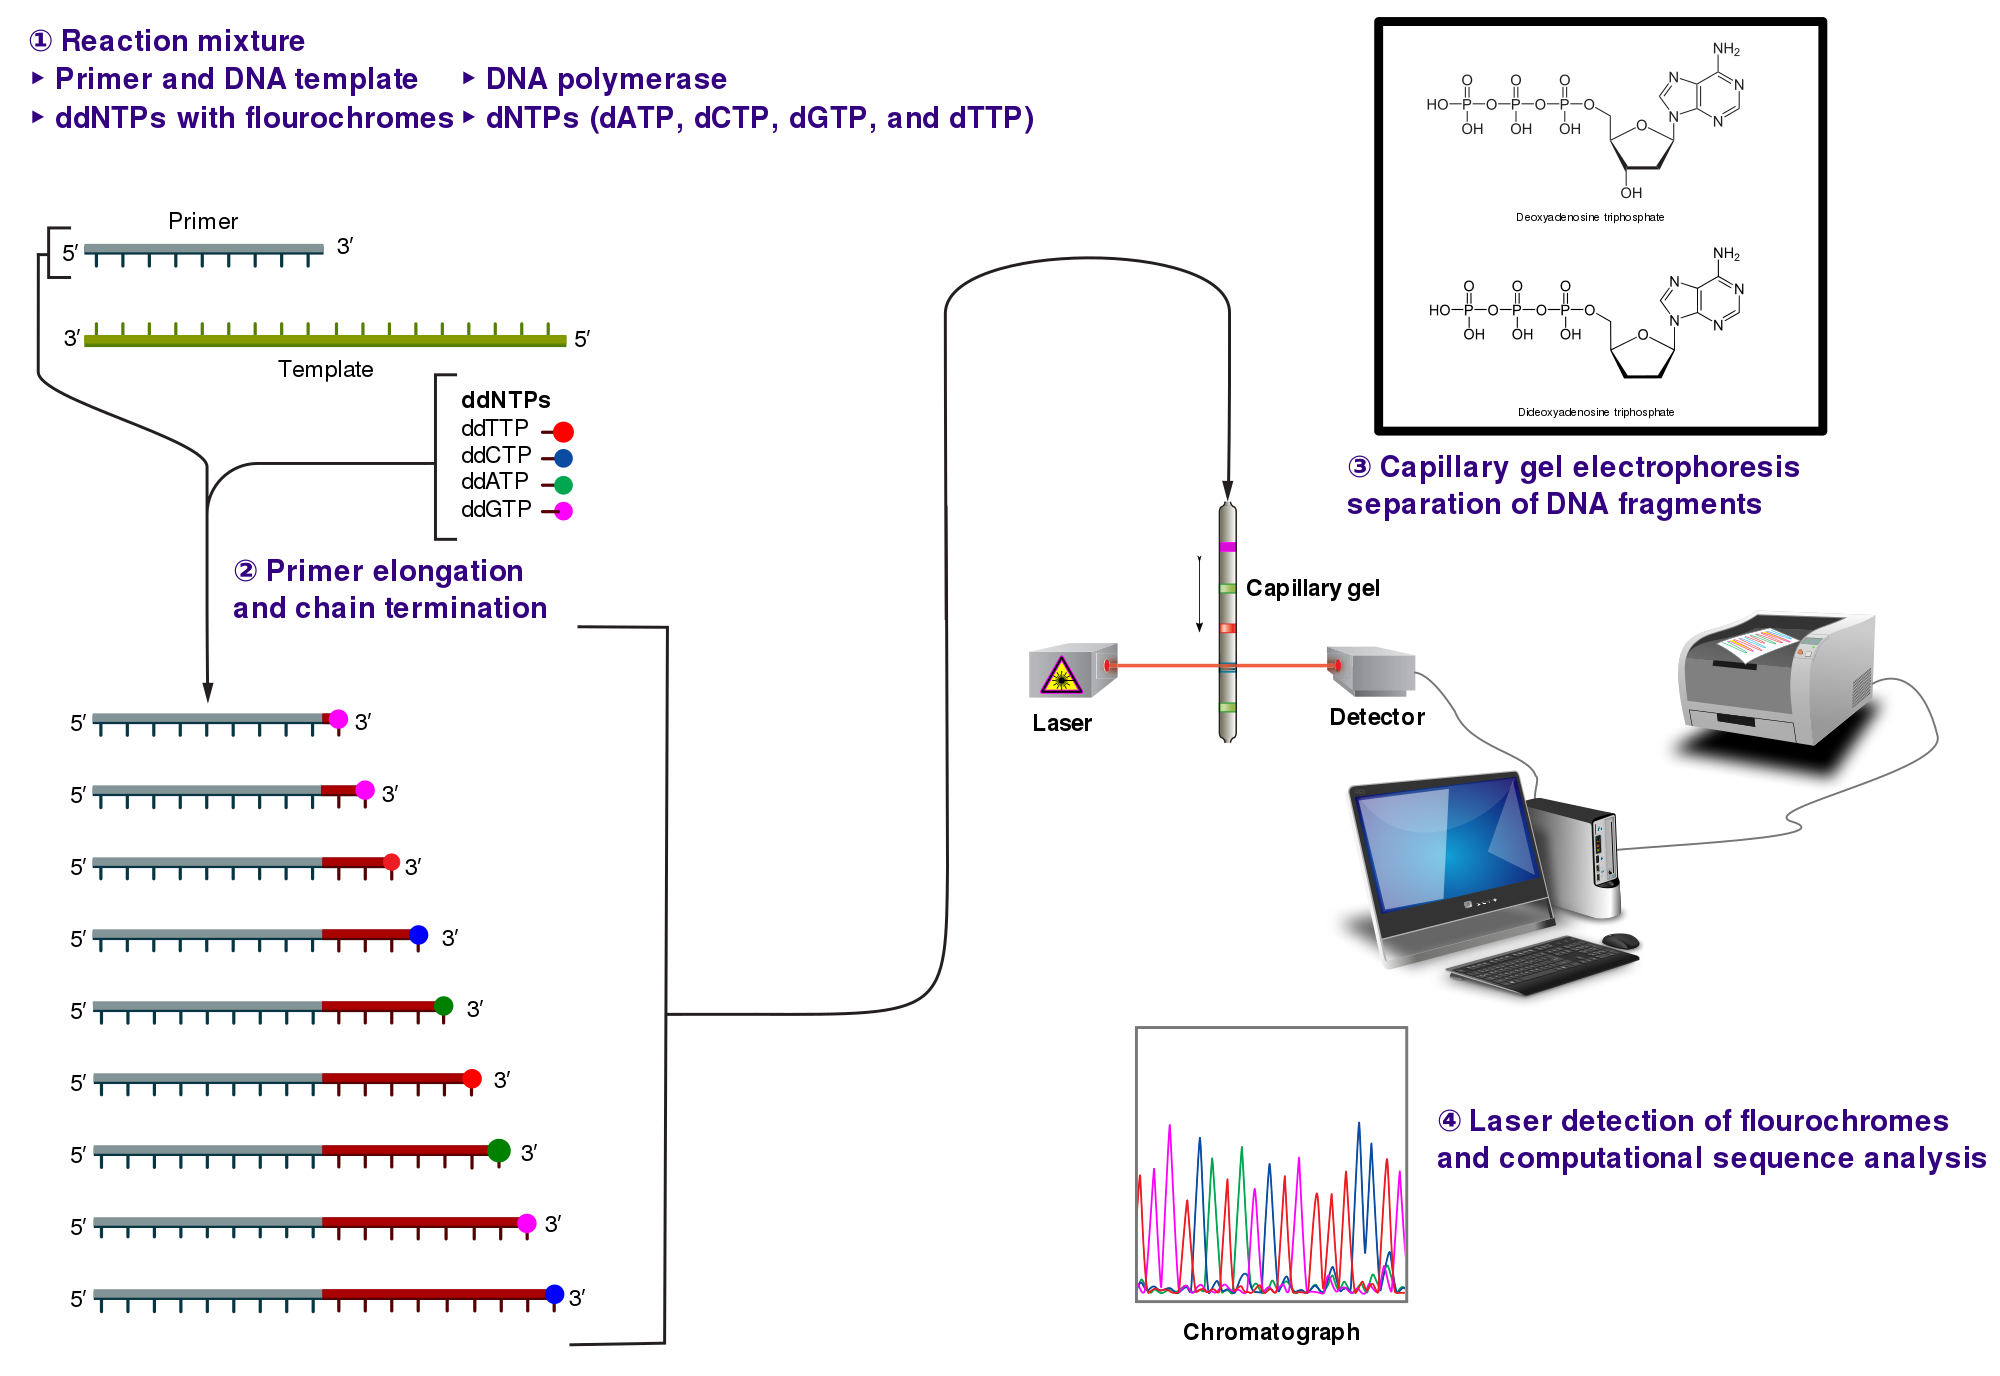 ① Reaction mixture
▸ Primer and DNA template ▸ DNA polymerase
▸ ddNTPs with flourochromes ▸ dNTPs (dATP, dCTP, dGTP, and dTTP)
Primer
5′ 3′
3′ 5′
Template
ddNTPs
ddTTP
ddCTP
ddATP
ddGTP
② Primer elongation
and chain termination
5′ 3′
5′ 3′
5′ 3′
5′ 3′
5′ 3′
5′ 3′
5′ 3′
5′ 3′
5′ 3′
NH2
N N
O O O
HO P O P O P O N N
OH OH OH O
OH
Deoxyadenosine triphosphate
NH2
N N
O O O
HO P O P O P O N N
OH OH OH O
Dideoxyadenosine triphosphate
③ Capillary gel electrophoresis
separation of DNA fragments
Capillary gel
Laser
Detector
④ Laser detection of flourochromes
and computational sequence analysis
Chromatograph